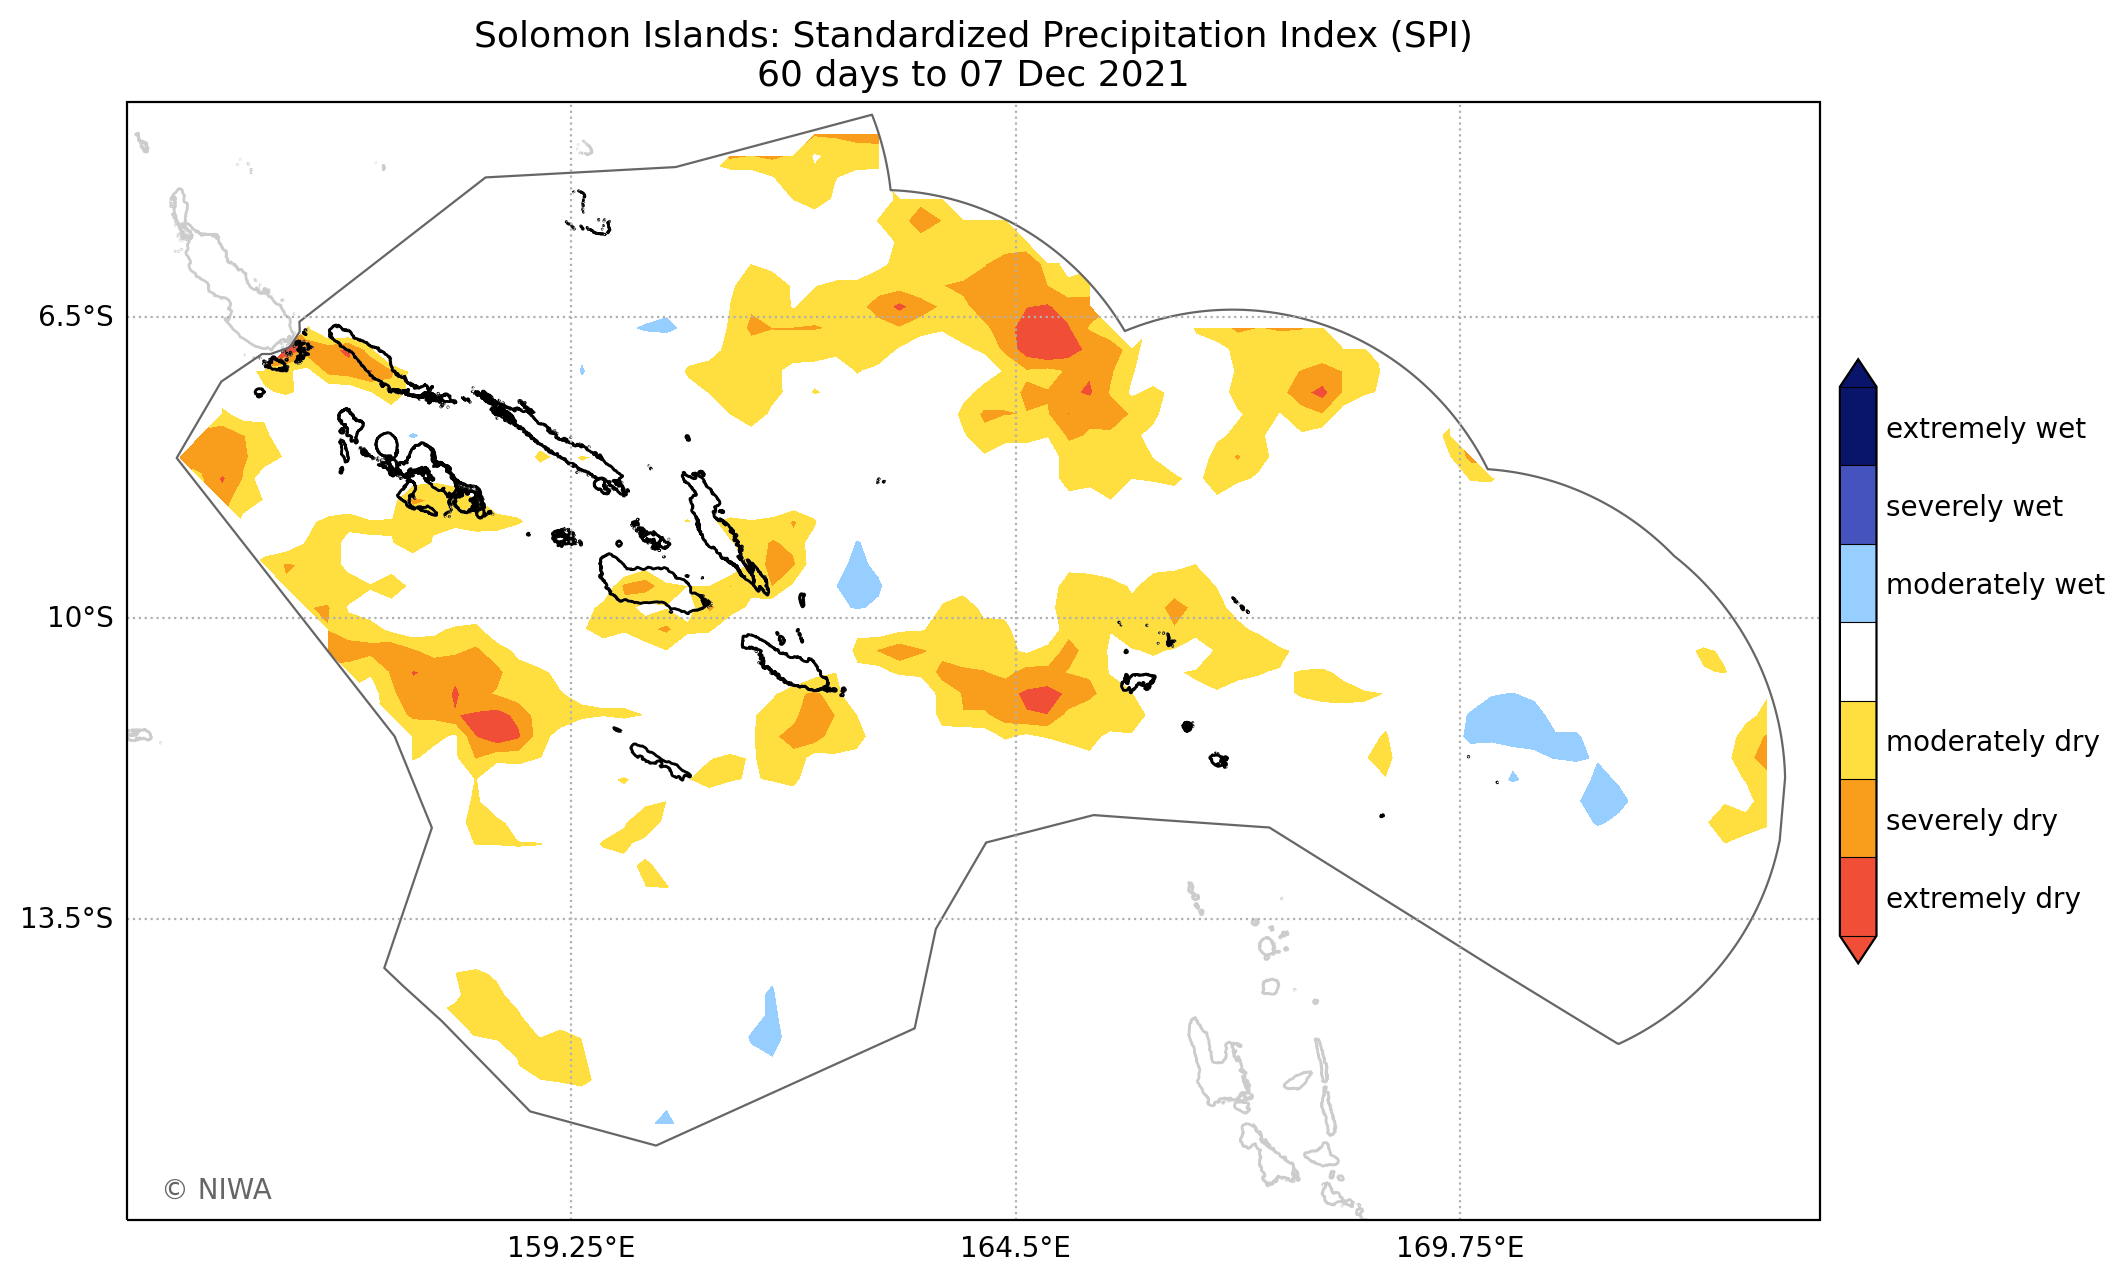 Solomon Islands: Standardized Precipitation Index (SPI)
60 days to 07 Dec 2021
6.5°S
10°S
13.5°S
159.25°E
164.5°E
169.75°E
extremely wet
severely wet
moderately wet
moderately dry
severely dry
extremely dry
© NIWA